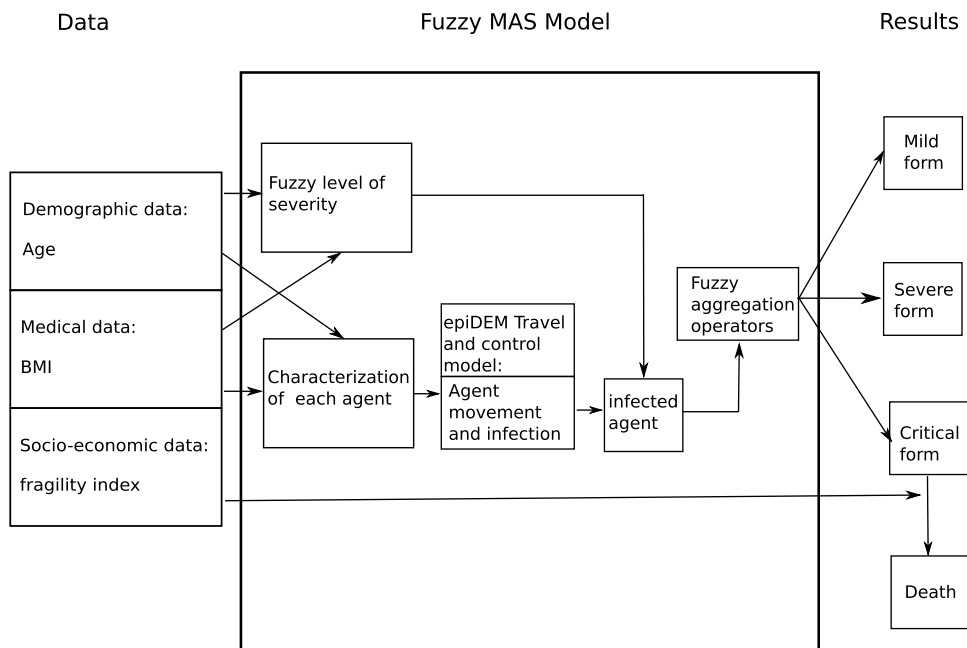 Data
Fuzzy MAS Model
Results
Demographic data:
Age
Medical data:
BMI
Socio-economic data:
fragility index
Fuzzy level of
severity
Characterization
of each agent
epiDEM Travel
and control
model:
Agent
movement
and infection
infected
agent
Fuzzy
aggregation
operators
Mild
form
Severe
form
Critical
form
Death